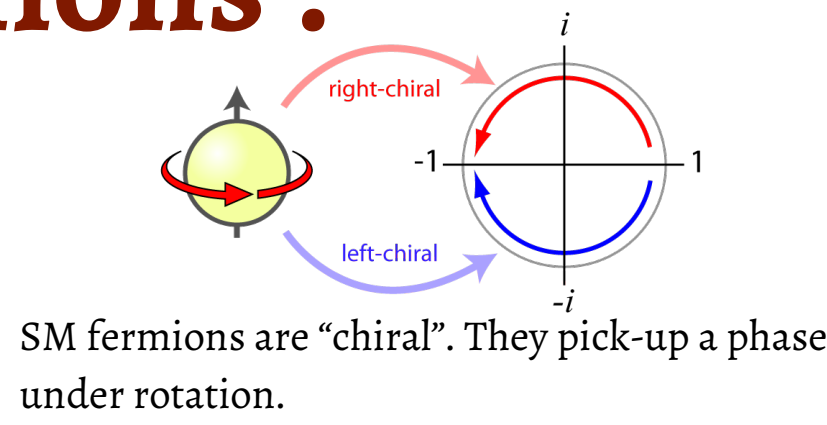 i
right-chiral
-1
1
left-chiral
-i
SM fermions are “chiral”. They pick-up a phase
under rotation.